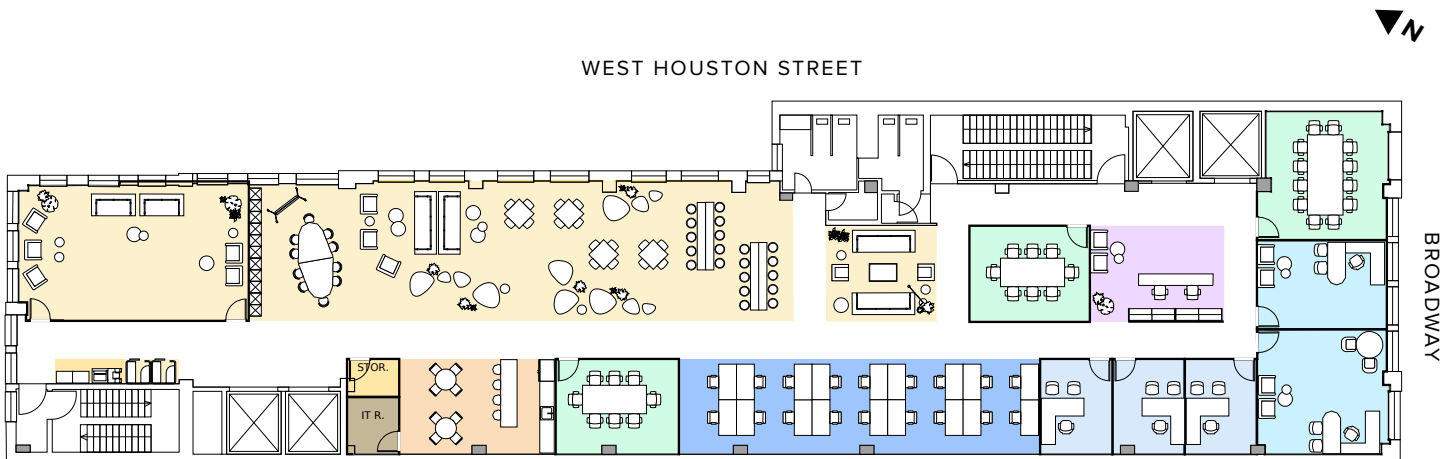 N
WEST HOUSTON STREET
BROADWAY
STOR.
IT R.